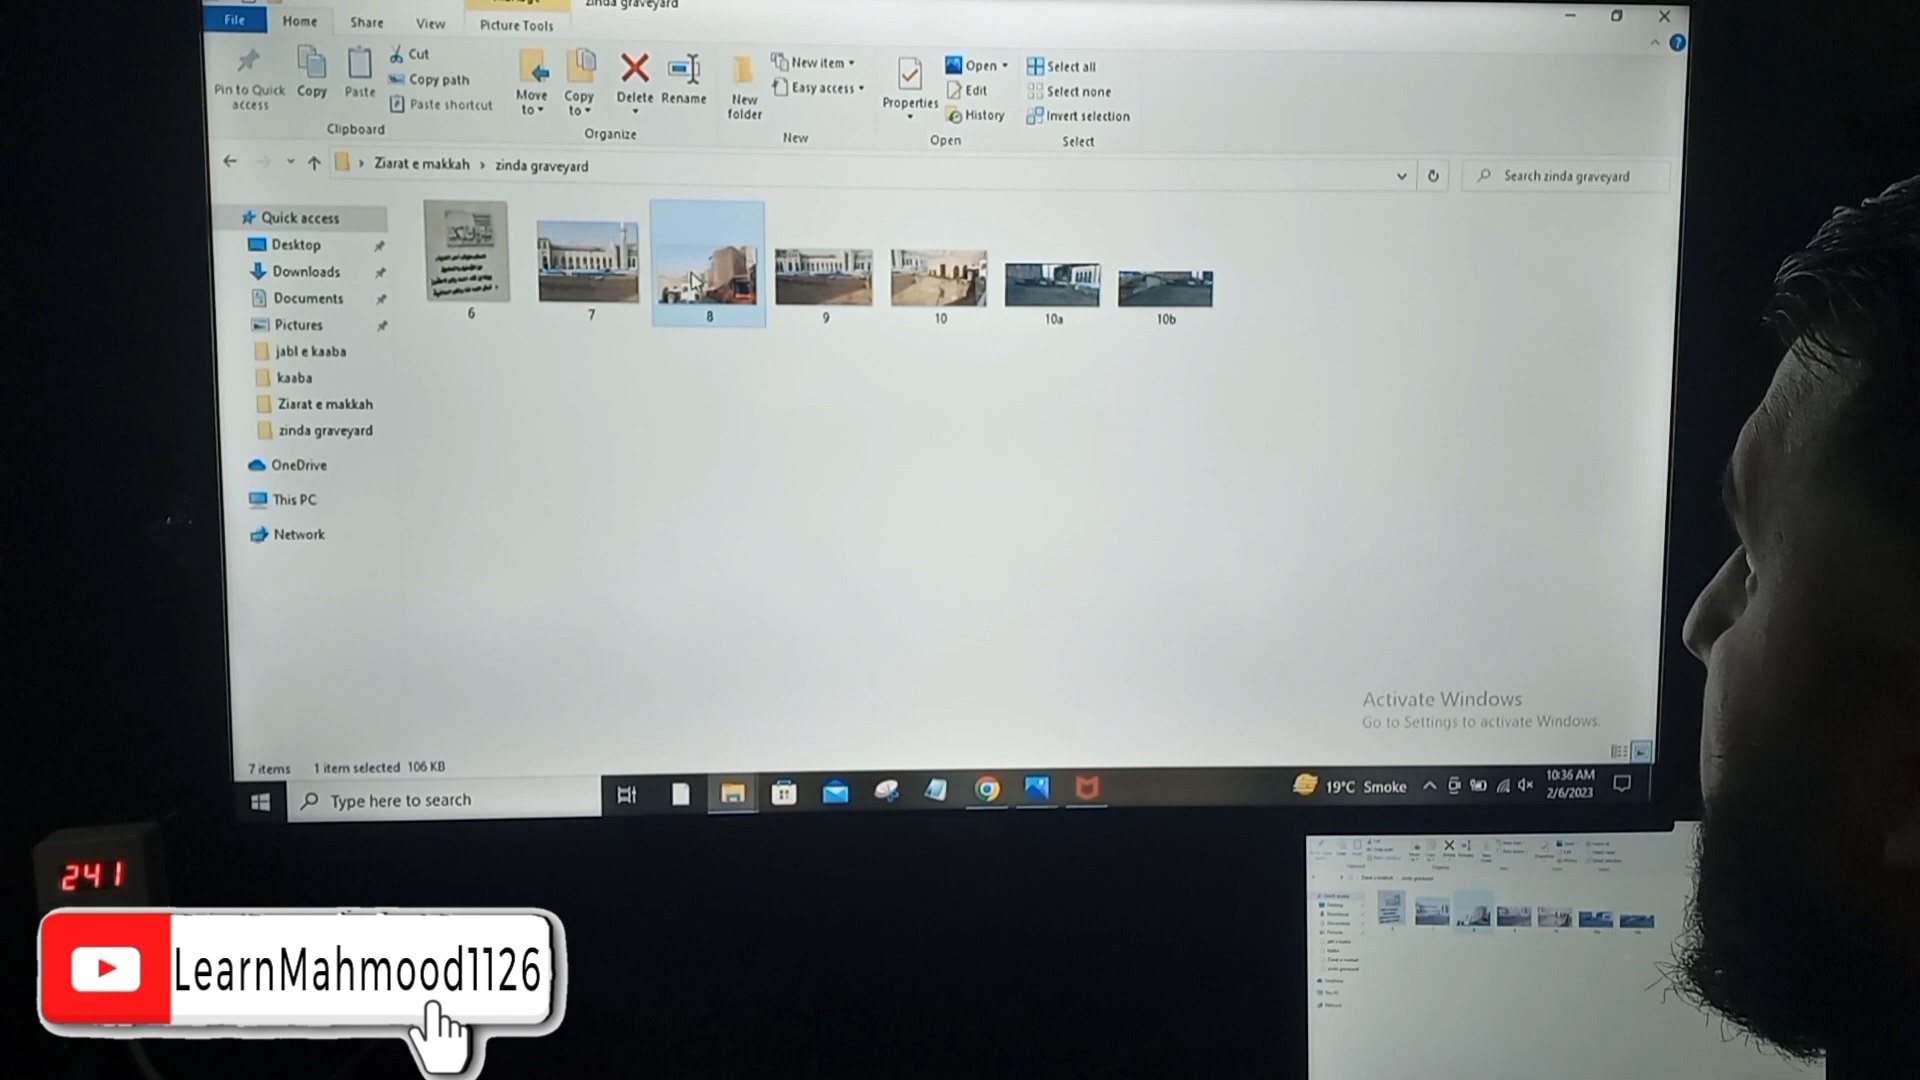 zinda graveyard
File Home Share View Picture Tools
Pin to Quick access
Copy
Paste
Cut
Copy path
Paste shortcut
Clipboard
Move to
Copy to
Delete
Rename
Organize
New folder
New item
Easy access
New
Properties
Open
Edit
History
Open
Select all
Select none
Invert selection
Select
Ziarat e makkah > zinda graveyard
Search zinda graveyard
Quick access
Desktop
Downloads
Documents
Pictures
jabl e kaaba
kaaba
Ziarat e makkah
zinda graveyard
OneDrive
This PC
Network
6 7 8 9 10 10a 10b
Activate Windows
Go to Settings to activate Windows.
7 items 1 item selected 106 KB
Type here to search
19°C Smoke
10:36 AM
2/6/2023
241
LearnMahmood1126